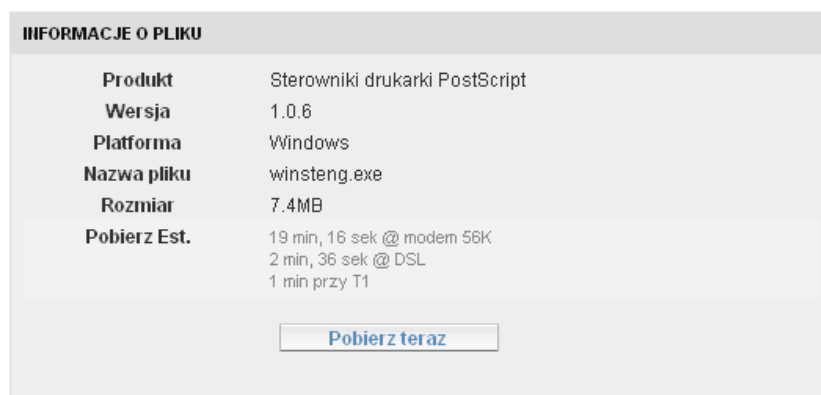 INFORMACJE O PLIKU
Produkt Sterowniki drukarki PostScript
Wersja 1.0.6
Platforma Windows
Nazwa pliku winsteng.exe
Rozmiar 7.4MB
Pobierz Est. 19 min, 16 sek @ modem 56K
2 min, 36 sek @ DSL
1 min przy T1
Pobierz teraz